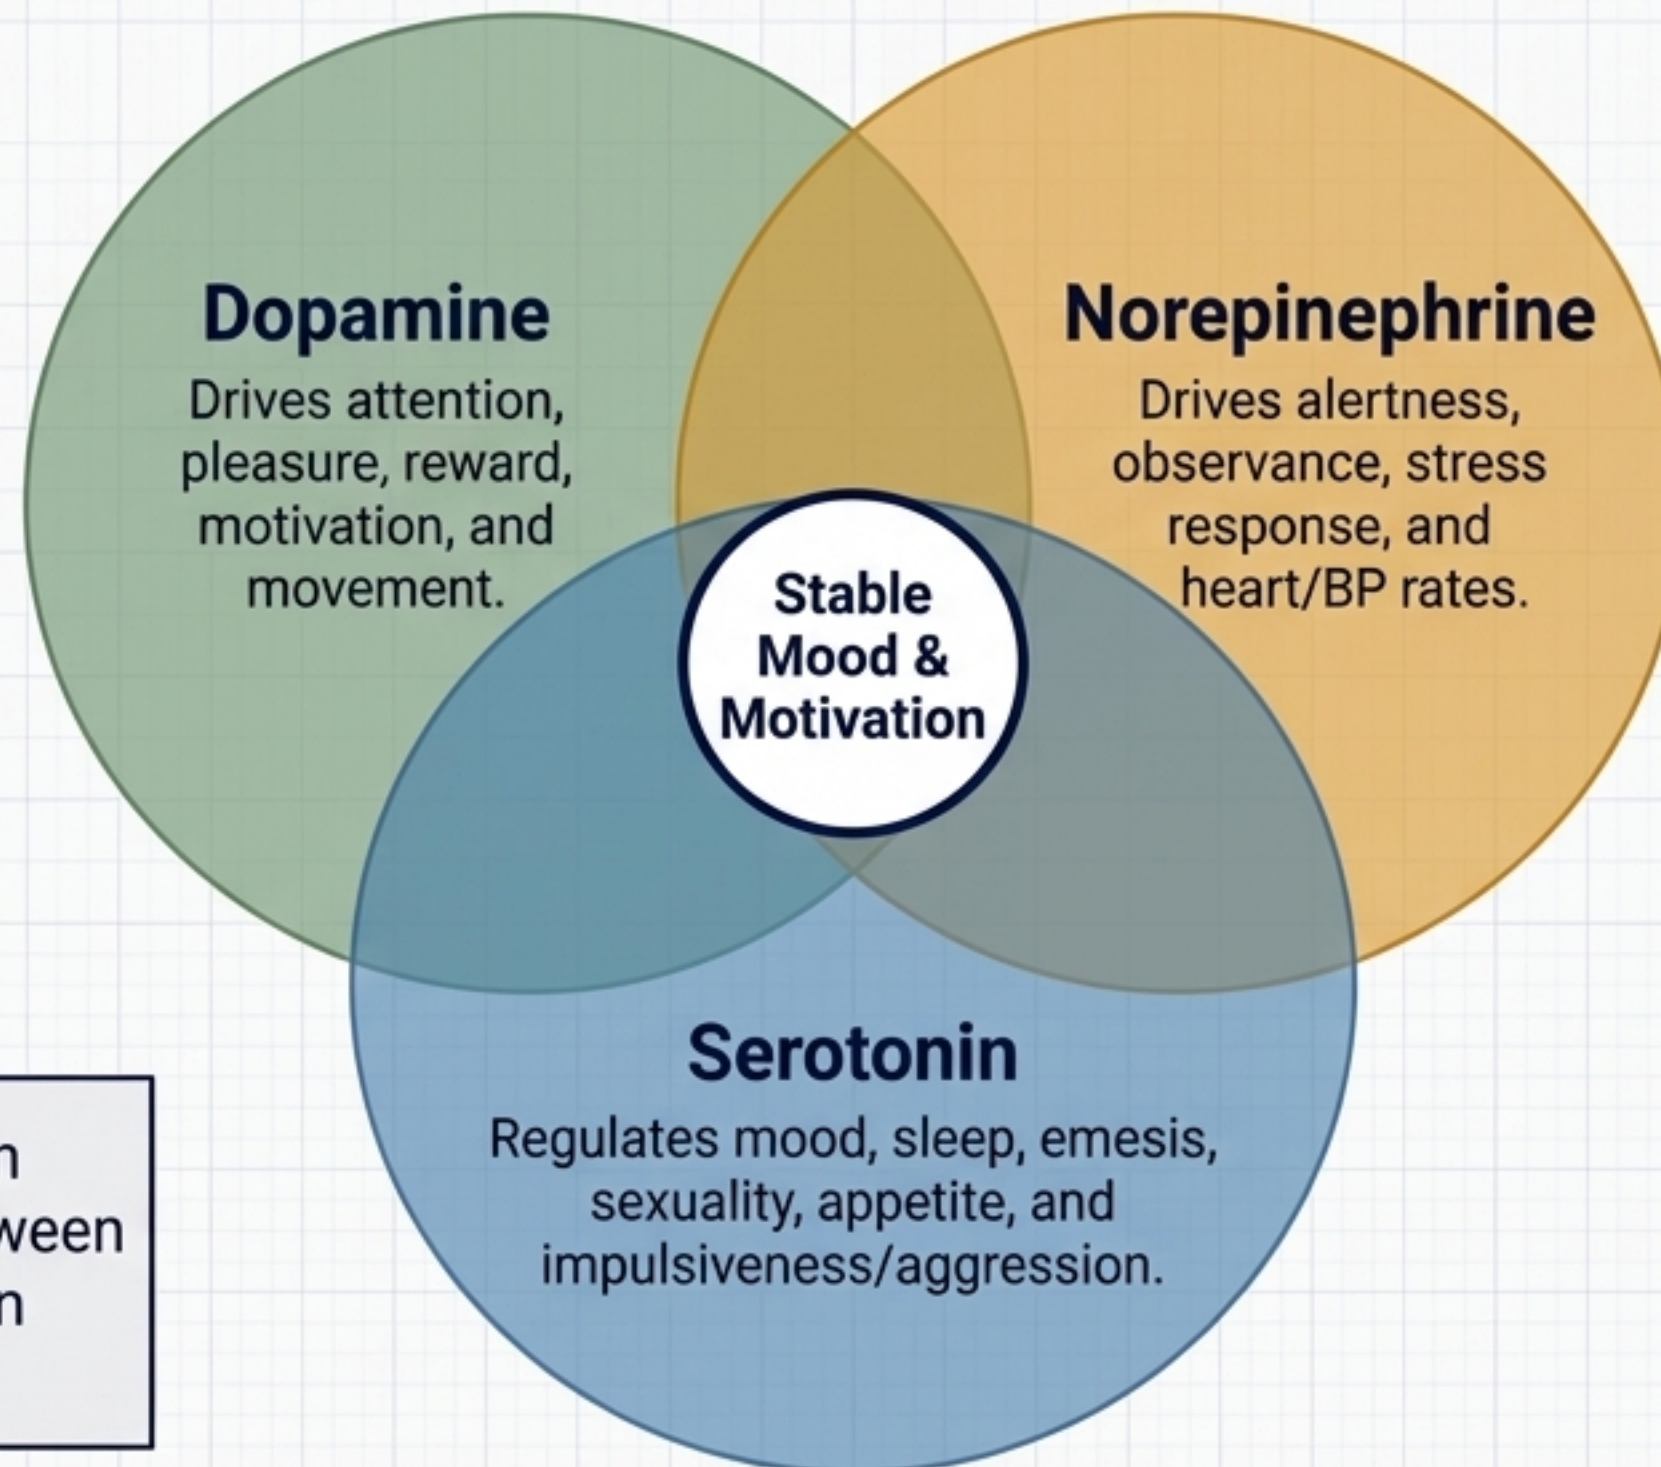 Dopamine
Drives attention,
pleasure, reward,
motivation, and
movement.
Norepinephrine
Drives alertness,
observance, stress
response, and
heart/BP rates.
Stable
Mood &
Motivation
Serotonin
Regulates mood, sleep, emesis,
sexuality, appetite, and
impulsiveness/aggression.